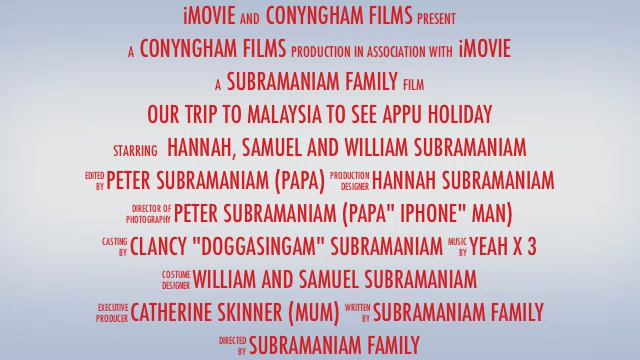 iMOVIE AND CONYNGHAM FILMS PRESENT
A CONYNGHAM FILMS PRODUCTION IN ASSOCIATION WITH iMOVIE
A SUBRAMANIAM FAMILY FILM
OUR TRIP TO MALAYSIA TO SEE APPU HOLIDAY
STARRING HANNAH, SAMUEL AND WILLIAM SUBRAMANIAM
EDITED BY PETER SUBRAMANIAM (PAPA) PRODUCTION DESIGNER HANNAH SUBRAMANIAM
DIRECTOR OF PHOTOGRAPHY PETER SUBRAMANIAM (PAPA" IPHONE" MAN)
CASTING BY CLANCY "DOGGASINGAM" SUBRAMANIAM MUSIC BY YEAH X 3
COSTUME DESIGNER WILLIAM AND SAMUEL SUBRAMANIAM
EXECUTIVE PRODUCER CATHERINE SKINNER (MUM) WRITTEN BY SUBRAMANIAM FAMILY
DIRECTED BY SUBRAMANIAM FAMILY